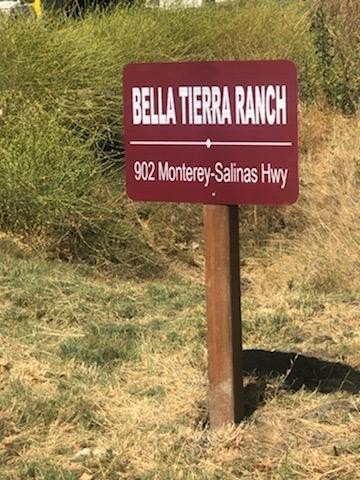 BELLA TIERRA RANCH
902 Monterey-Salinas Hwy